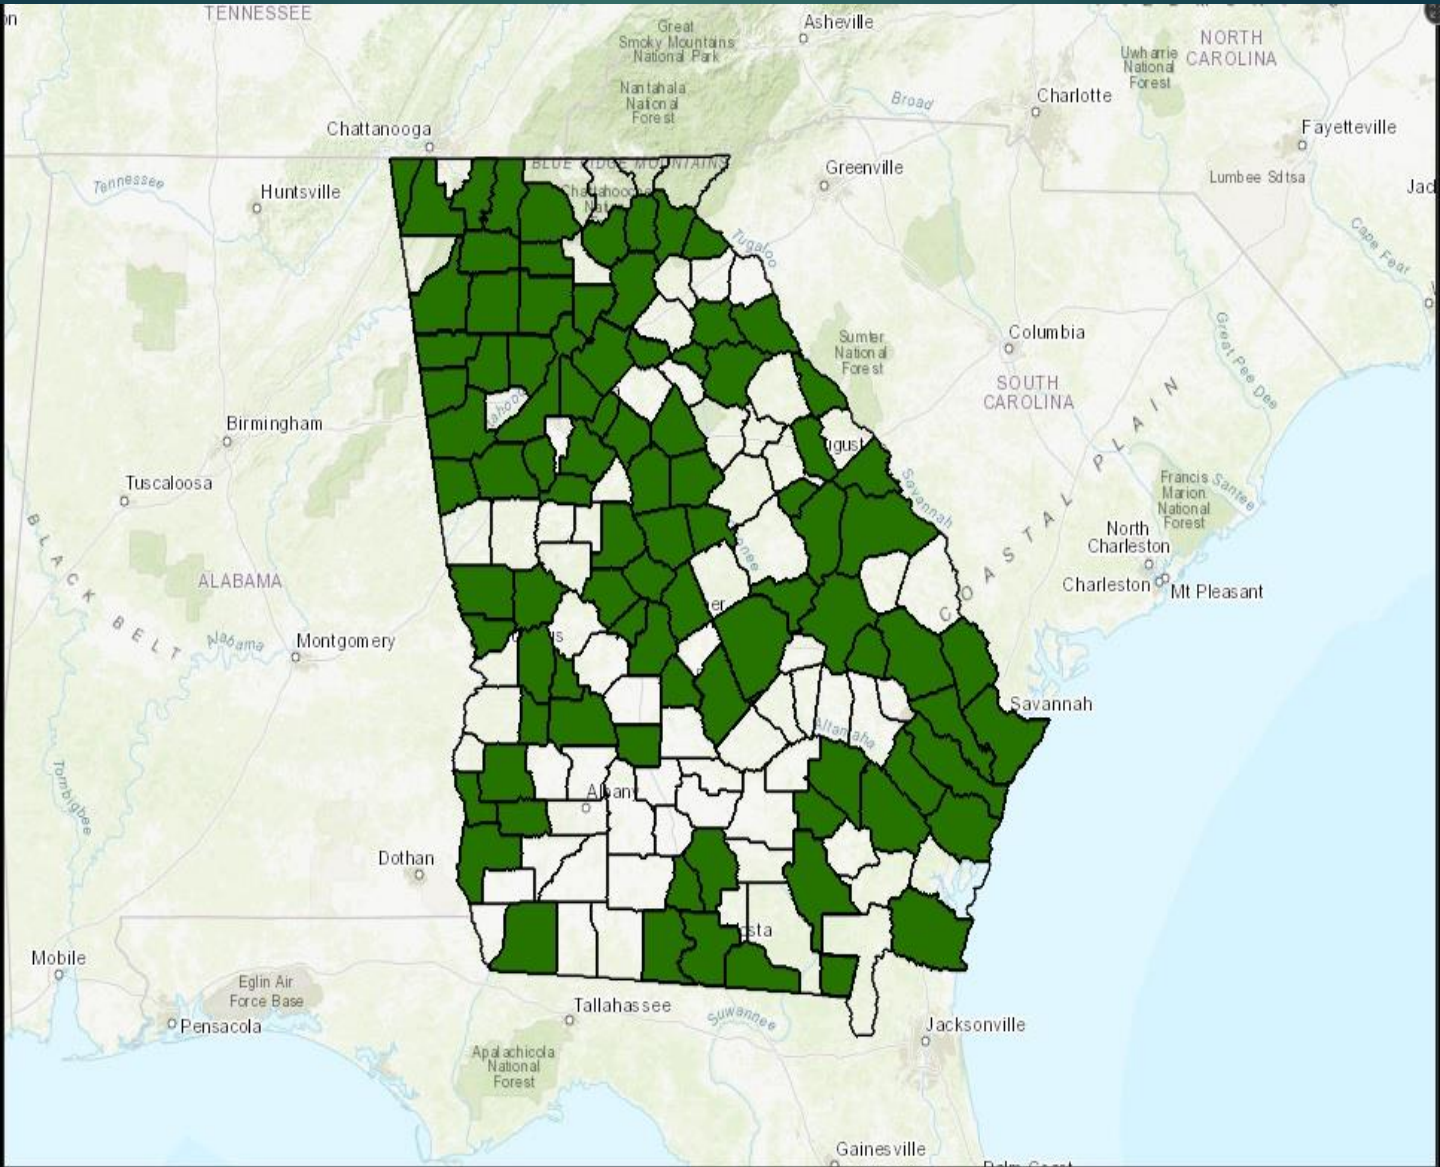 TENNESSEE
Great
Smoky Mountains
National Park
Asheville
NORTH
CAROLINA
Uwharrie
National
Forest
Nantahala
National
Forest
Broad
Charlotte
Chattanooga
Fayetteville
BLUE RIDGE MOUNTAINS
Greenville
Lumbee Sdtsa
Tennessee
Huntsville
Tugaloo
Cape Fear
Sumter
National
Forest
Columbia
Great Pee Dee
SOUTH
CAROLINA
Birmingham
Tuscaloosa
Savannah
Francis
Marion
National
Forest
Santee
North
Charleston
Charleston
Mt Pleasant
COASTAL PLAIN
BLACK BELT
ALABAMA
Alabama
Montgomery
Savannah
Altamaha
Tombigbee
Albany
Dothan
Mobile
Eglin Air
Force Base
Pensacola
Tallahassee
Suwannee
Jacksonville
Apalachicola
National
Forest
Gainesville